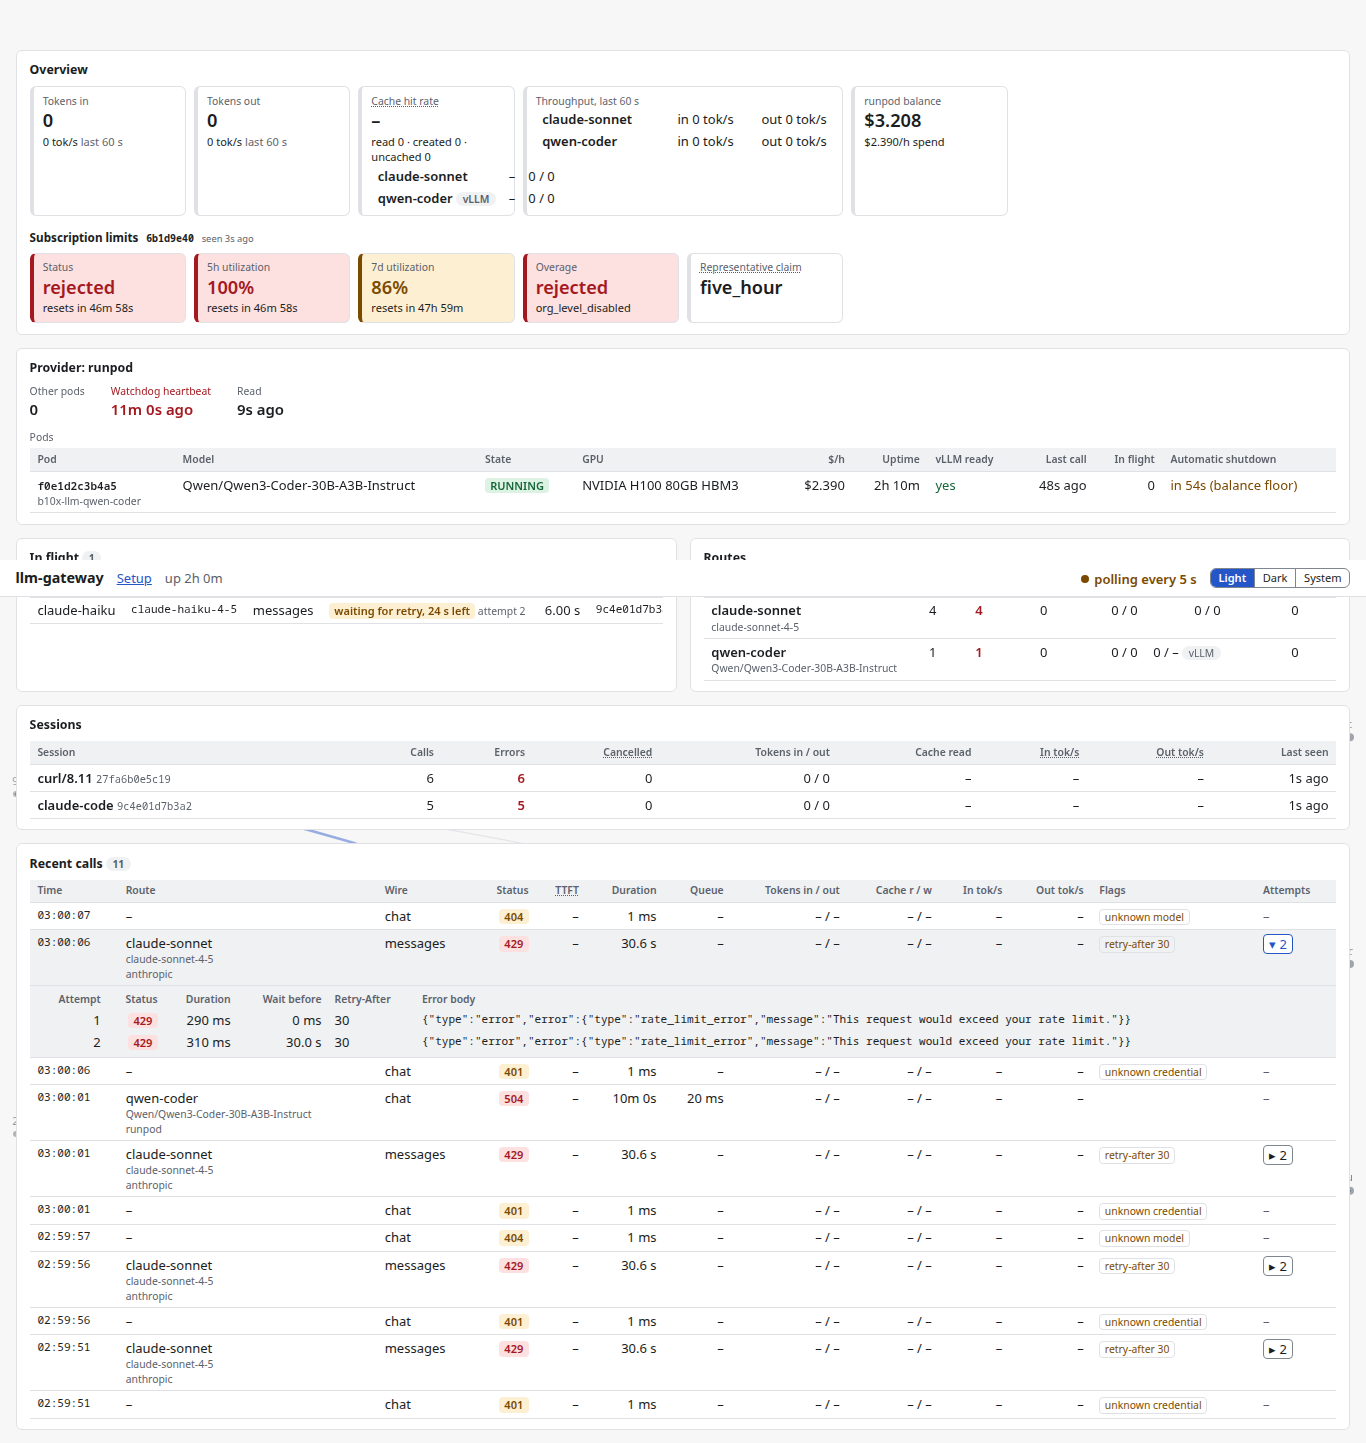 Overview
Tokens in
0
0 tok/s last 60 s
Tokens out
0
0 tok/s last 60 s
Cache hit rate
–
read 0 · created 0 ·
uncached 0
claude-sonnet – 0 / 0
qwen-coder vLLM – 0 / 0
Throughput, last 60 s
claude-sonnet in 0 tok/s out 0 tok/s
qwen-coder in 0 tok/s out 0 tok/s
runpod balance
$3.208
$2.390/h spend
Subscription limits 6b1d9e40 seen 3s ago
Status
rejected
resets in 46m 58s
5h utilization
100%
resets in 46m 58s
7d utilization
86%
resets in 47h 59m
Overage
rejected
org_level_disabled
Representative claim
five_hour
Provider: runpod
Other pods Watchdog heartbeat Read
0 11m 0s ago 9s ago
Pods
Pod Model State GPU $/h Uptime vLLM ready Last call In flight Automatic shutdown
f0e1d2c3b4a5 Qwen/Qwen3-Coder-30B-A3B-Instruct RUNNING NVIDIA H100 80GB HBM3 $2.390 2h 10m yes 48s ago 0 in 54s (balance floor)
b10x-llm-qwen-coder
In flight 1
Routes
llm-gateway Setup up 2h 0m polling every 5 s Light Dark System
claude-haiku claude-haiku-4-5 messages waiting for retry, 24 s left attempt 2 6.00 s 9c4e01d7b3
claude-sonnet 4 4 0 0 / 0 0 / 0 0
claude-sonnet-4-5
qwen-coder 1 1 0 0 / 0 0 / – vLLM 0
Qwen/Qwen3-Coder-30B-A3B-Instruct
Sessions
Session Calls Errors Cancelled Tokens in / out Cache read In tok/s Out tok/s Last seen
curl/8.11 27fa6b0e5c19 6 6 0 0 / 0 – – – 1s ago
claude-code 9c4e01d7b3a2 5 5 0 0 / 0 – – – 1s ago
Recent calls 11
Time Route Wire Status TTFT Duration Queue Tokens in / out Cache r / w In tok/s Out tok/s Flags Attempts
03:00:07 – chat 404 – 1 ms – – / – – / – – – unknown model –
03:00:06 claude-sonnet messages 429 – 30.6 s – – / – – / – – – retry-after 30 ▾ 2
claude-sonnet-4-5
anthropic
Attempt Status Duration Wait before Retry-After Error body
1 429 290 ms 0 ms 30 {"type":"error","error":{"type":"rate_limit_error","message":"This request would exceed your rate limit."}}
2 429 310 ms 30.0 s 30 {"type":"error","error":{"type":"rate_limit_error","message":"This request would exceed your rate limit."}}
03:00:06 – chat 401 – 1 ms – – / – – / – – – unknown credential –
03:00:01 qwen-coder chat 504 – 10m 0s 20 ms – / – – / – – – –
Qwen/Qwen3-Coder-30B-A3B-Instruct
runpod
03:00:01 claude-sonnet messages 429 – 30.6 s – – / – – / – – – retry-after 30 ▸ 2
claude-sonnet-4-5
anthropic
03:00:01 – chat 401 – 1 ms – – / – – / – – – unknown credential –
02:59:57 – chat 404 – 1 ms – – / – – / – – – unknown model –
02:59:56 claude-sonnet messages 429 – 30.6 s – – / – – / – – – retry-after 30 ▸ 2
claude-sonnet-4-5
anthropic
02:59:56 – chat 401 – 1 ms – – / – – / – – – unknown credential –
02:59:51 claude-sonnet messages 429 – 30.6 s – – / – – / – – – retry-after 30 ▸ 2
claude-sonnet-4-5
anthropic
02:59:51 – chat 401 – 1 ms – – / – – / – – – unknown credential –